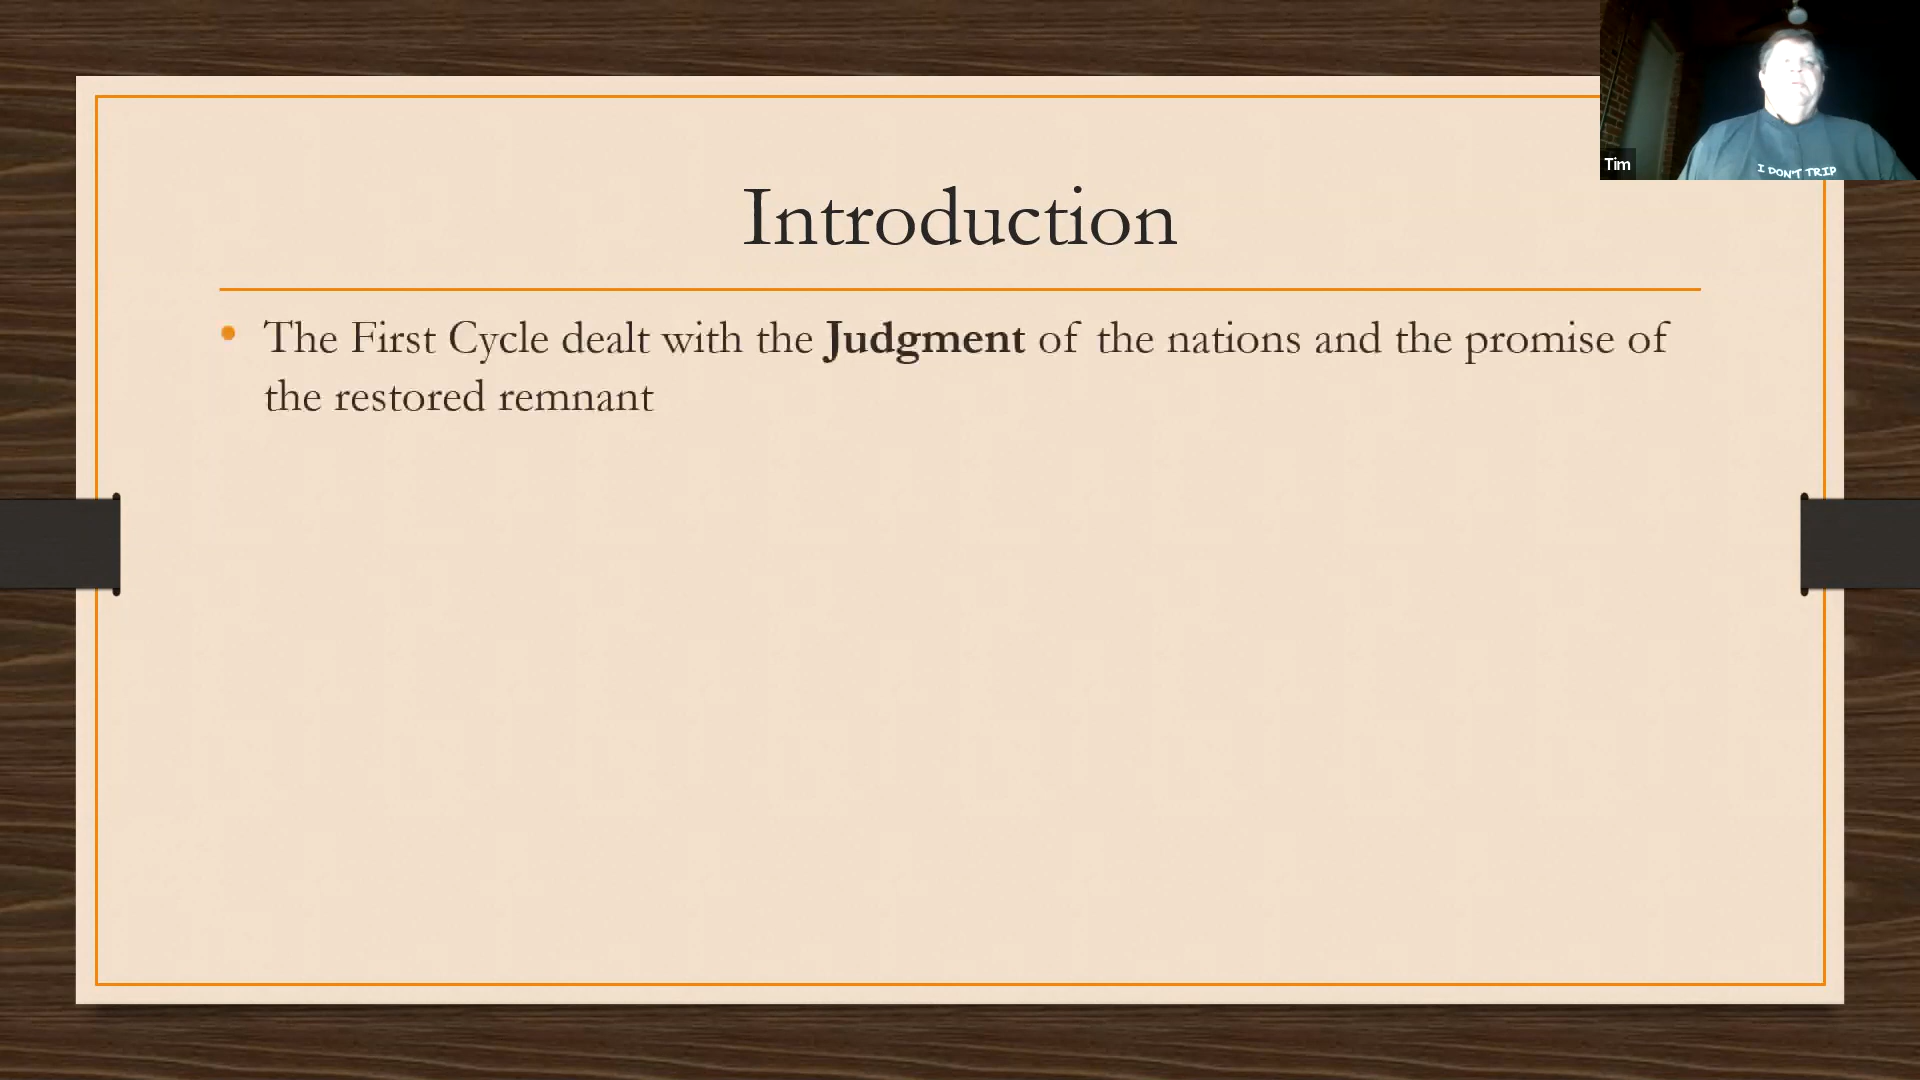 Introduction
The First Cycle dealt with the Judgment of the nations and the promise of
the restored remnant
Tim
I DON'T TRIP